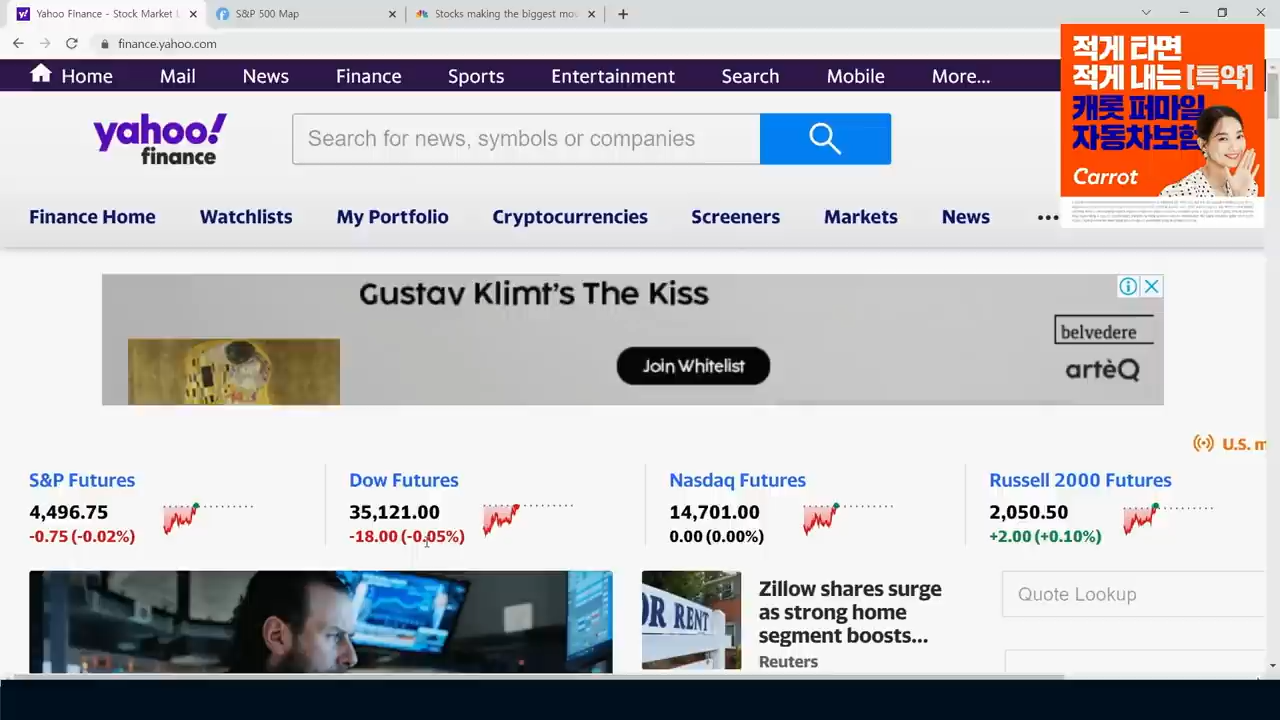 Yahoo Finance - Stock Market L
S&P 500 Map
Stocks making the biggest mov
finance.yahoo.com
Home Mail News Finance Sports Entertainment Search Mobile More...
yahoo!
finance
Search for news, symbols or companies
적게 타면
적게 내는 [특약]
캐롯 퍼마일
자동차보험
Carrot
Finance Home Watchlists My Portfolio Cryptocurrencies Screeners Markets News
Gustav Klimt's The Kiss
Join Whitelist
belvedere
artèQ
U.S. m
S&P Futures
4,496.75
-0.75 (-0.02%)
Dow Futures
35,121.00
-18.00 (-0.05%)
Nasdaq Futures
14,701.00
0.00 (0.00%)
Russell 2000 Futures
2,050.50
+2.00 (+0.10%)
OR RENT
Zillow shares surge
as strong home
segment boosts...
Reuters
Quote Lookup